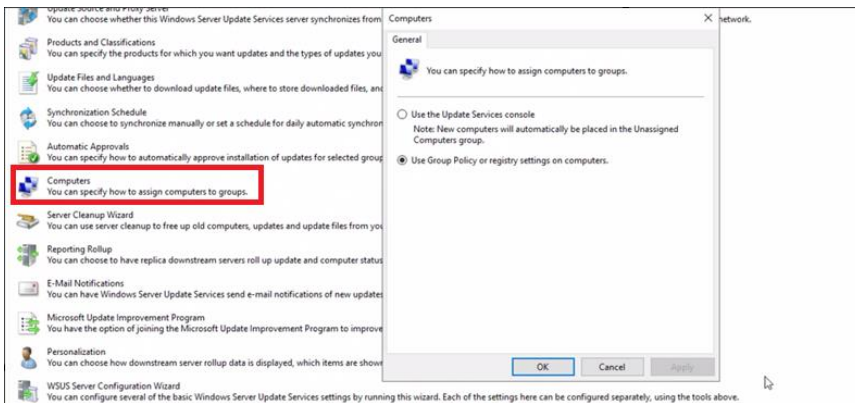 Update Source and Proxy Server
You can choose whether this Windows Server Update Services server synchronizes from
network.
Products and Classifications
You can specify the products for which you want updates and the types of updates you
Update Files and Languages
You can choose whether to download update files, where to store downloaded files, and
Synchronization Schedule
You can choose to synchronize manually or set a schedule for daily automatic synchron
Automatic Approvals
You can specify how to automatically approve installation of updates for selected group
Computers
You can specify how to assign computers to groups.
Server Cleanup Wizard
You can use server cleanup to free up old computers, updates and update files from you
Reporting Rollup
You can choose to have replica downstream servers roll up update and computer status
E-Mail Notifications
You can have Windows Server Update Services send e-mail notifications of new updates
Microsoft Update Improvement Program
You have the option of joining the Microsoft Update Improvement Program to improve
Personalization
You can choose how downstream server rollup data is displayed, which items are shown
WSUS Server Configuration Wizard
You can configure several of the basic Windows Server Update Services settings by running this wizard. Each of the settings here can be configured separately, using the tools above.
Computers
General
You can specify how to assign computers to groups.
Use the Update Services console
Note: New computers will automatically be placed in the Unassigned
Computers group.
Use Group Policy or registry settings on computers.
OK
Cancel
Apply